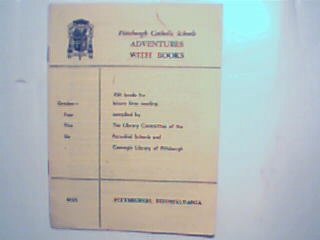 Pittsburgh Catholic Schools
ADVENTURES
WITH BOOKS
books for
leisure time reading
compiled by
The Library Committee of the
Parochial Schools and
Carnegie Library of Pittsburgh
Grades—
Four
Five
Six
PITTSBURGH, PENNSYLVANIA